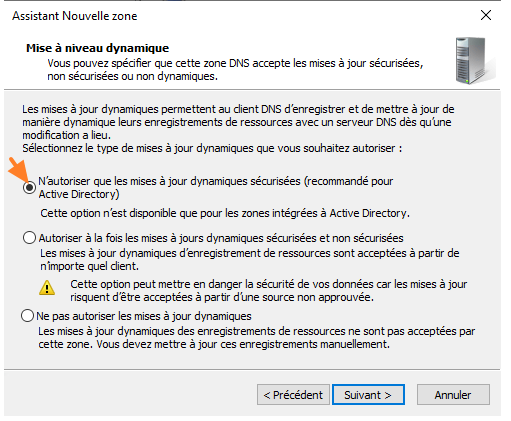 Assistant Nouvelle zone
Mise à niveau dynamique
Vous pouvez spécifier que cette zone DNS accepte les mises à jour sécurisées,
non sécurisées ou non dynamiques.
Les mises à jour dynamiques permettent au client DNS d'enregistrer et de mettre à jour de
manière dynamique leurs enregistrements de ressources avec un serveur DNS dès qu'une
modification a lieu.
Sélectionnez le type de mises à jour dynamiques que vous souhaitez autoriser :
N'autoriser que les mises à jour dynamiques sécurisées (recommandé pour
Active Directory)
Cette option n'est disponible que pour les zones intégrées à Active Directory.
Autoriser à la fois les mises à jours dynamiques sécurisées et non sécurisées
Les mises à jour dynamiques d'enregistrement de ressources sont acceptées à partir de
n'importe quel client.
Cette option peut mettre en danger la sécurité de vos données car les mises à jour
risquent d'être acceptées à partir d'une source non approuvée.
Ne pas autoriser les mises à jour dynamiques
Les mises à jour dynamiques des enregistrements de ressources ne sont pas acceptées par
cette zone. Vous devez mettre à jour ces enregistrements manuellement.
< Précédent Suivant > Annuler